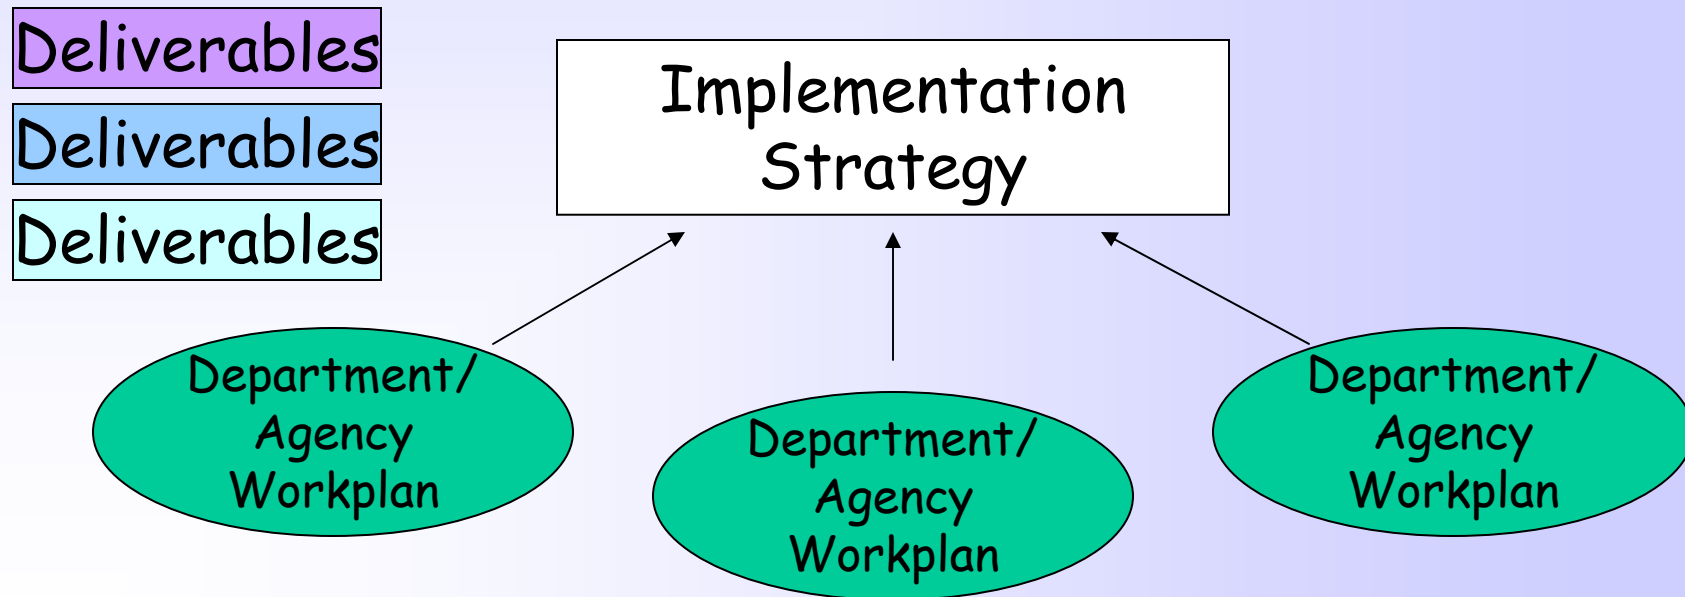 Deliverables
Deliverables
Deliverables
Implementation
Strategy
Department/
Agency
Workplan
Department/
Agency
Workplan
Department/
Agency
Workplan